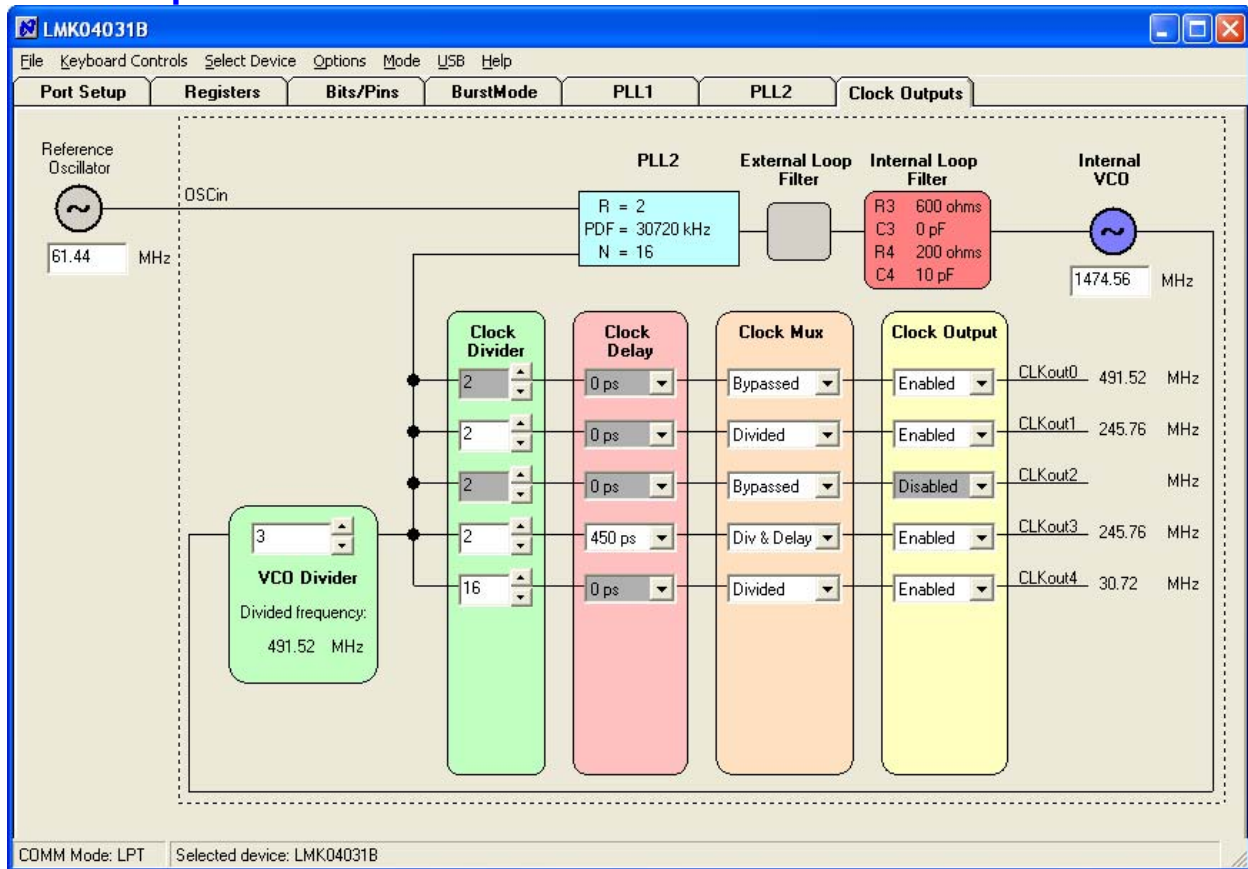 LMK04031B
File Keyboard Controls Select Device Options Mode USB Help
Port Setup Registers Bits/Pins BurstMode PLL1 PLL2 Clock Outputs
Reference
Oscillator
61.44 MHz
OSCin
PLL2
R = 2
PDF = 30720 kHz
N = 16
External Loop
Filter
Internal Loop
Filter
R3 600 ohms
C3 0 pF
R4 200 ohms
C4 10 pF
Internal
VCO
1474.56 MHz
Clock
Divider
Clock
Delay
Clock Mux
Clock Output
2 0 ps Bypassed Enabled CLKout0 491.52 MHz
2 0 ps Divided Enabled CLKout1 245.76 MHz
2 0 ps Bypassed Disabled CLKout2 MHz
2 450 ps Div & Delay Enabled CLKout3 245.76 MHz
16 0 ps Divided Enabled CLKout4 30.72 MHz
3
VCO Divider
Divided frequency:
491.52 MHz
COMM Mode: LPT Selected device: LMK04031B